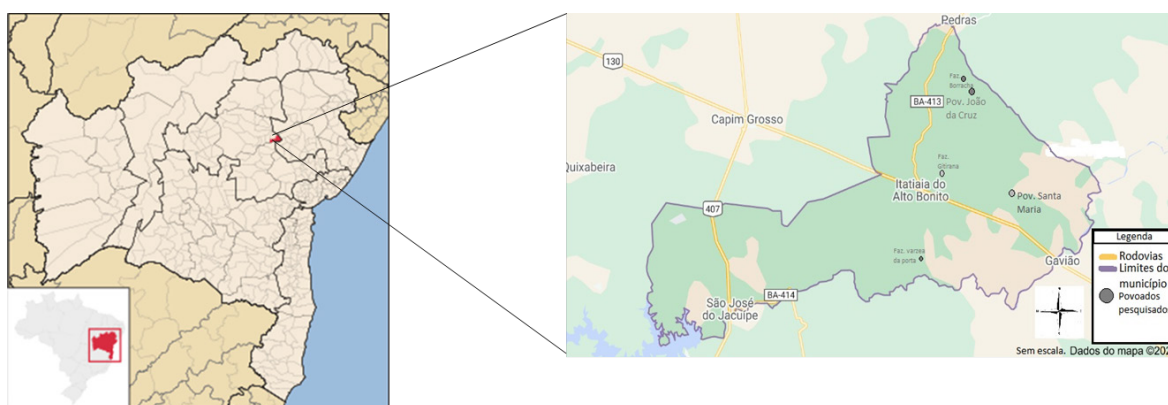 Pedras
130
Faz.
Borracha
BA-413
Pov. João
da Cruz
Capim Grosso
Quixabeira
Faz.
Gitirana
Itatiaia do
Alto Bonito
Pov. Santa
Maria
407
Faz. varzea
da porta
Gavião
BA-414
São José
do Jacuípe
Legenda
Rodovias
Limites do
município
Povoados
pesquisado
Sem escala. Dados do mapa ©202